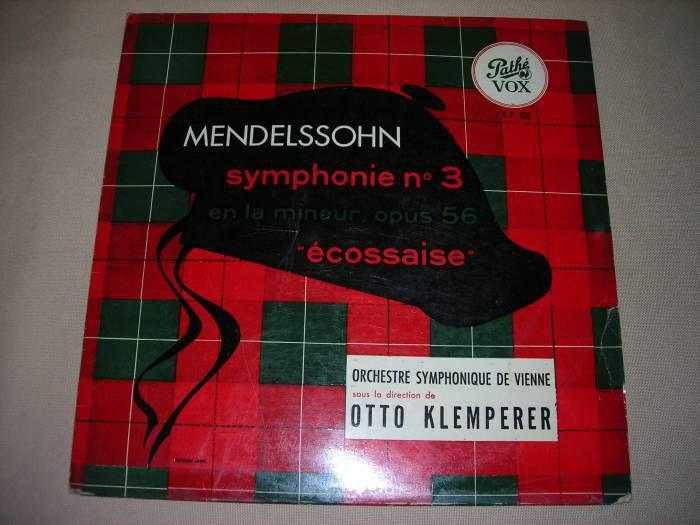 Pathé
VOX
MENDELSSOHN
symphonie nº 3
en la mineur, opus 56
"écossaise"
ORCHESTRE SYMPHONIQUE DE VIENNE
sous la direction de
OTTO KLEMPERER